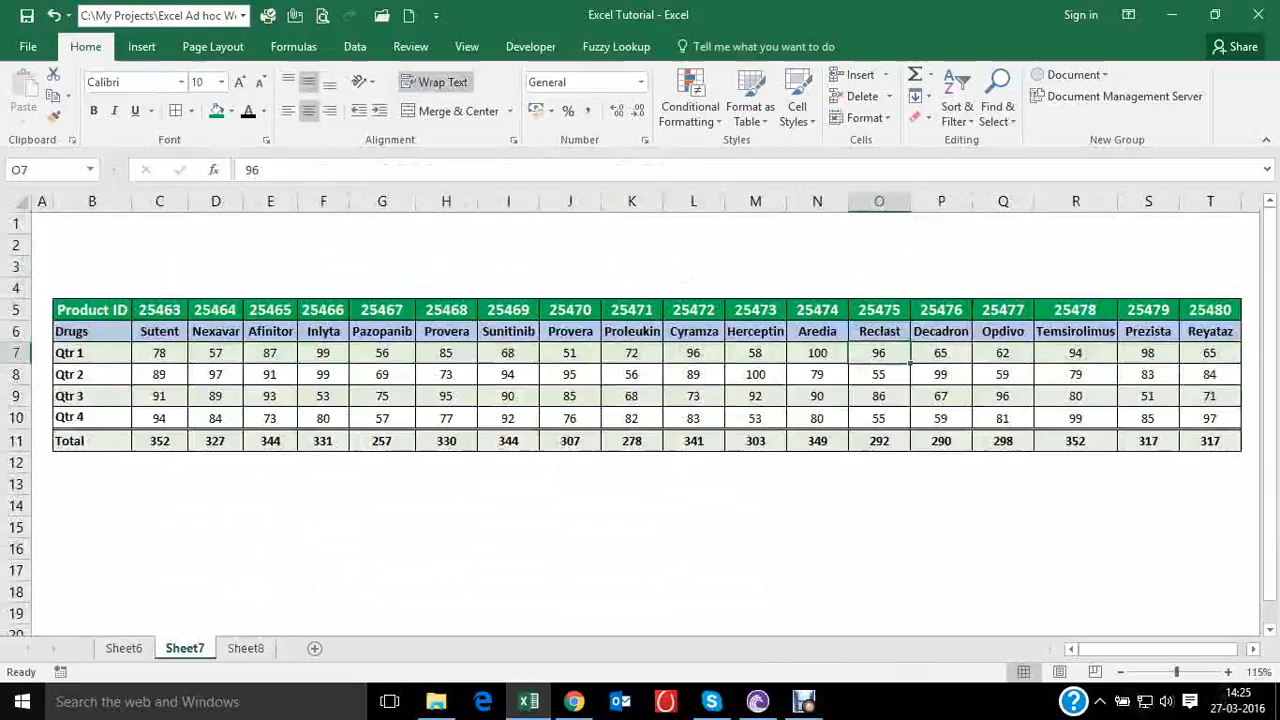 C:\My Projects\Excel Ad hoc W
Excel Tutorial - Excel
Sign in
File Home Insert Page Layout Formulas Data Review View Developer Fuzzy Lookup Tell me what you want to do Share
Paste
Calibri 10
Wrap Text
General
Conditional Formatting
Format as Table
Cell Styles
Insert
Delete
Format
Sort & Filter
Find & Select
Document
Document Management Server
B I U A
Merge & Center
% ,
Clipboard Font Alignment Number Styles Cells Editing New Group
O7 fx 96
A B C D E F G H I J K L M N O P Q R S T
1
2
3
4
5 Product ID 25463 25464 25465 25466 25467 25468 25469 25470 25471 25472 25473 25474 25475 25476 25477 25478 25479 25480
6 Drugs Sutent Nexavar Afinitor Inlyta Pazopanib Provera Sunitinib Provera Proleukin Cyramza Herceptin Aredia Reclast Decadron Opdivo Temsirolimus Prezista Reyataz
7 Qtr 1 78 57 87 99 56 85 68 51 72 96 58 100 96 65 62 94 98 65
8 Qtr 2 89 97 91 99 69 73 94 95 56 89 100 79 55 99 59 79 83 84
9 Qtr 3 91 89 93 53 75 95 90 85 68 73 92 90 86 67 96 80 51 71
10 Qtr 4 94 84 73 80 57 77 92 76 82 83 53 80 55 59 81 99 85 97
11 Total 352 327 344 331 257 330 344 307 278 341 303 349 292 290 298 352 317 317
12
13
14
15
16
17
18
19
20
Sheet6 Sheet7 Sheet8
Ready
115%
Search the web and Windows
14:25
27-03-2016